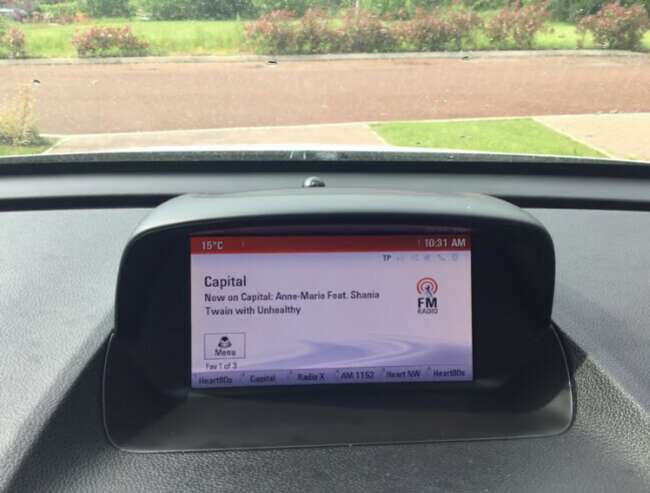 15°C
10:31 AM
TP
Capital
Now on Capital: Anne-Marie Feat. Shania
Twain with Unhealthy
FM
RADIO
Menu
Fav 1 of 3
Heart80s
Capital
Radio X
AM 1152
Heart NW
Heart80s